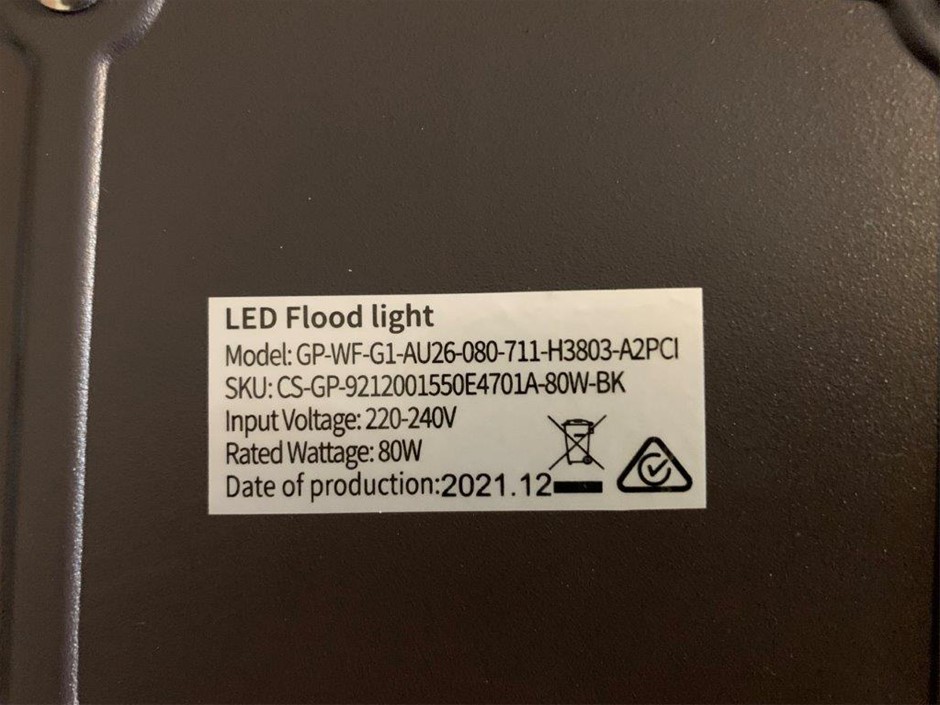 LED Flood light
Model: GP-WF-G1-AU26-080-711-H3803-A2PCI
SKU: CS-GP-9212001550E4701A-80W-BK
Input Voltage: 220-240V
Rated Wattage: 80W
Date of production:2021.12